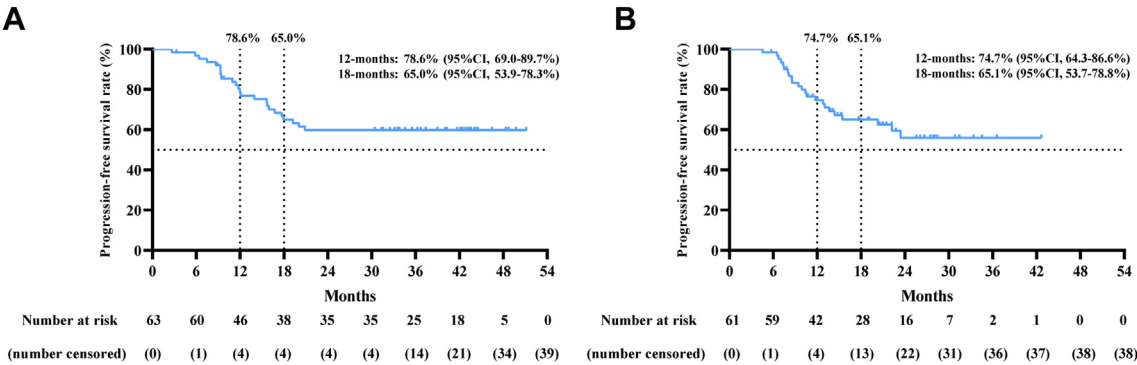 A
78.6% 65.0%
12-months: 78.6% (95%CI, 69.0-89.7%)
18-months: 65.0% (95%CI, 53.9-78.3%)
Progression-free survival rate (%)
100
80
60
40
20
0
0 6 12 18 24 30 36 42 48 54
Months
Number at risk 63 60 46 38 35 35 25 18 5 0
(number censored) (0) (1) (4) (4) (4) (4) (14) (21) (34) (39)
B
74.7% 65.1%
12-months: 74.7% (95%CI, 64.3-86.6%)
18-months: 65.1% (95%CI, 53.7-78.8%)
Progression-free survival rate (%)
100
80
60
40
20
0
0 6 12 18 24 30 36 42 48 54
Months
Number at risk 61 59 42 28 16 7 2 1 0 0
(number censored) (0) (1) (4) (13) (22) (31) (36) (37) (38) (38)